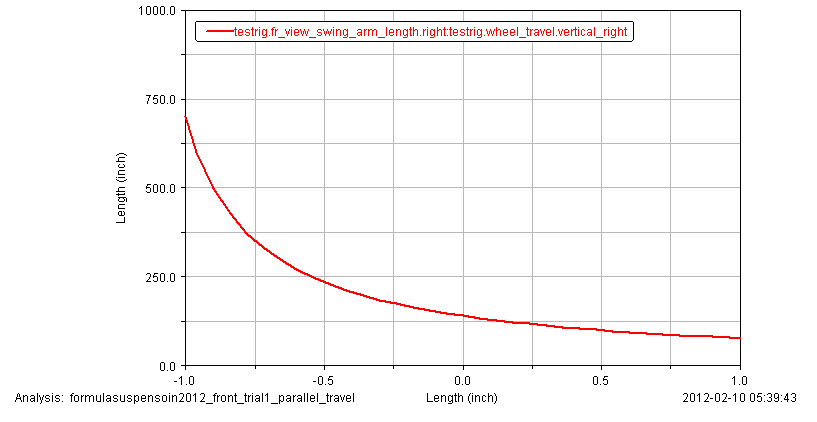 1000.0
testrig.fr_view_swing_arm_length.right:testrig.wheel_travel.vertical_right
750.0
500.0
250.0
0.0
Length (inch)
-1.0 -0.5 0.0 0.5 1.0
Analysis: formulasuspensoin2012_front_trial1_parallel_travel Length (inch) 2012-02-10 05:39:43